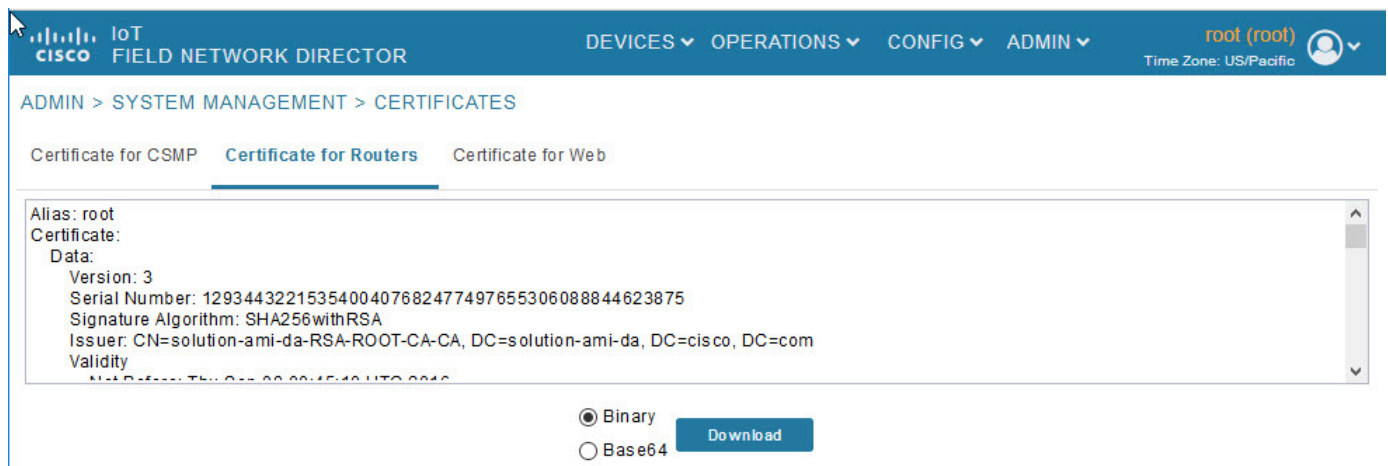 IoT
CISCO FIELD NETWORK DIRECTOR
DEVICES OPERATIONS CONFIG ADMIN
root (root)
Time Zone: US/Pacific
ADMIN > SYSTEM MANAGEMENT > CERTIFICATES
Certificate for CSMP Certificate for Routers Certificate for Web
Alias: root
Certificate:
Data:
Version: 3
Serial Number: 1293443221535400407682477497655306088844623875
Signature Algorithm: SHA256withRSA
Issuer: CN=solution-ami-da-RSA-ROOT-CA-CA, DC=solution-ami-da, DC=cisco, DC=com
Validity
Binary
Download
Base64